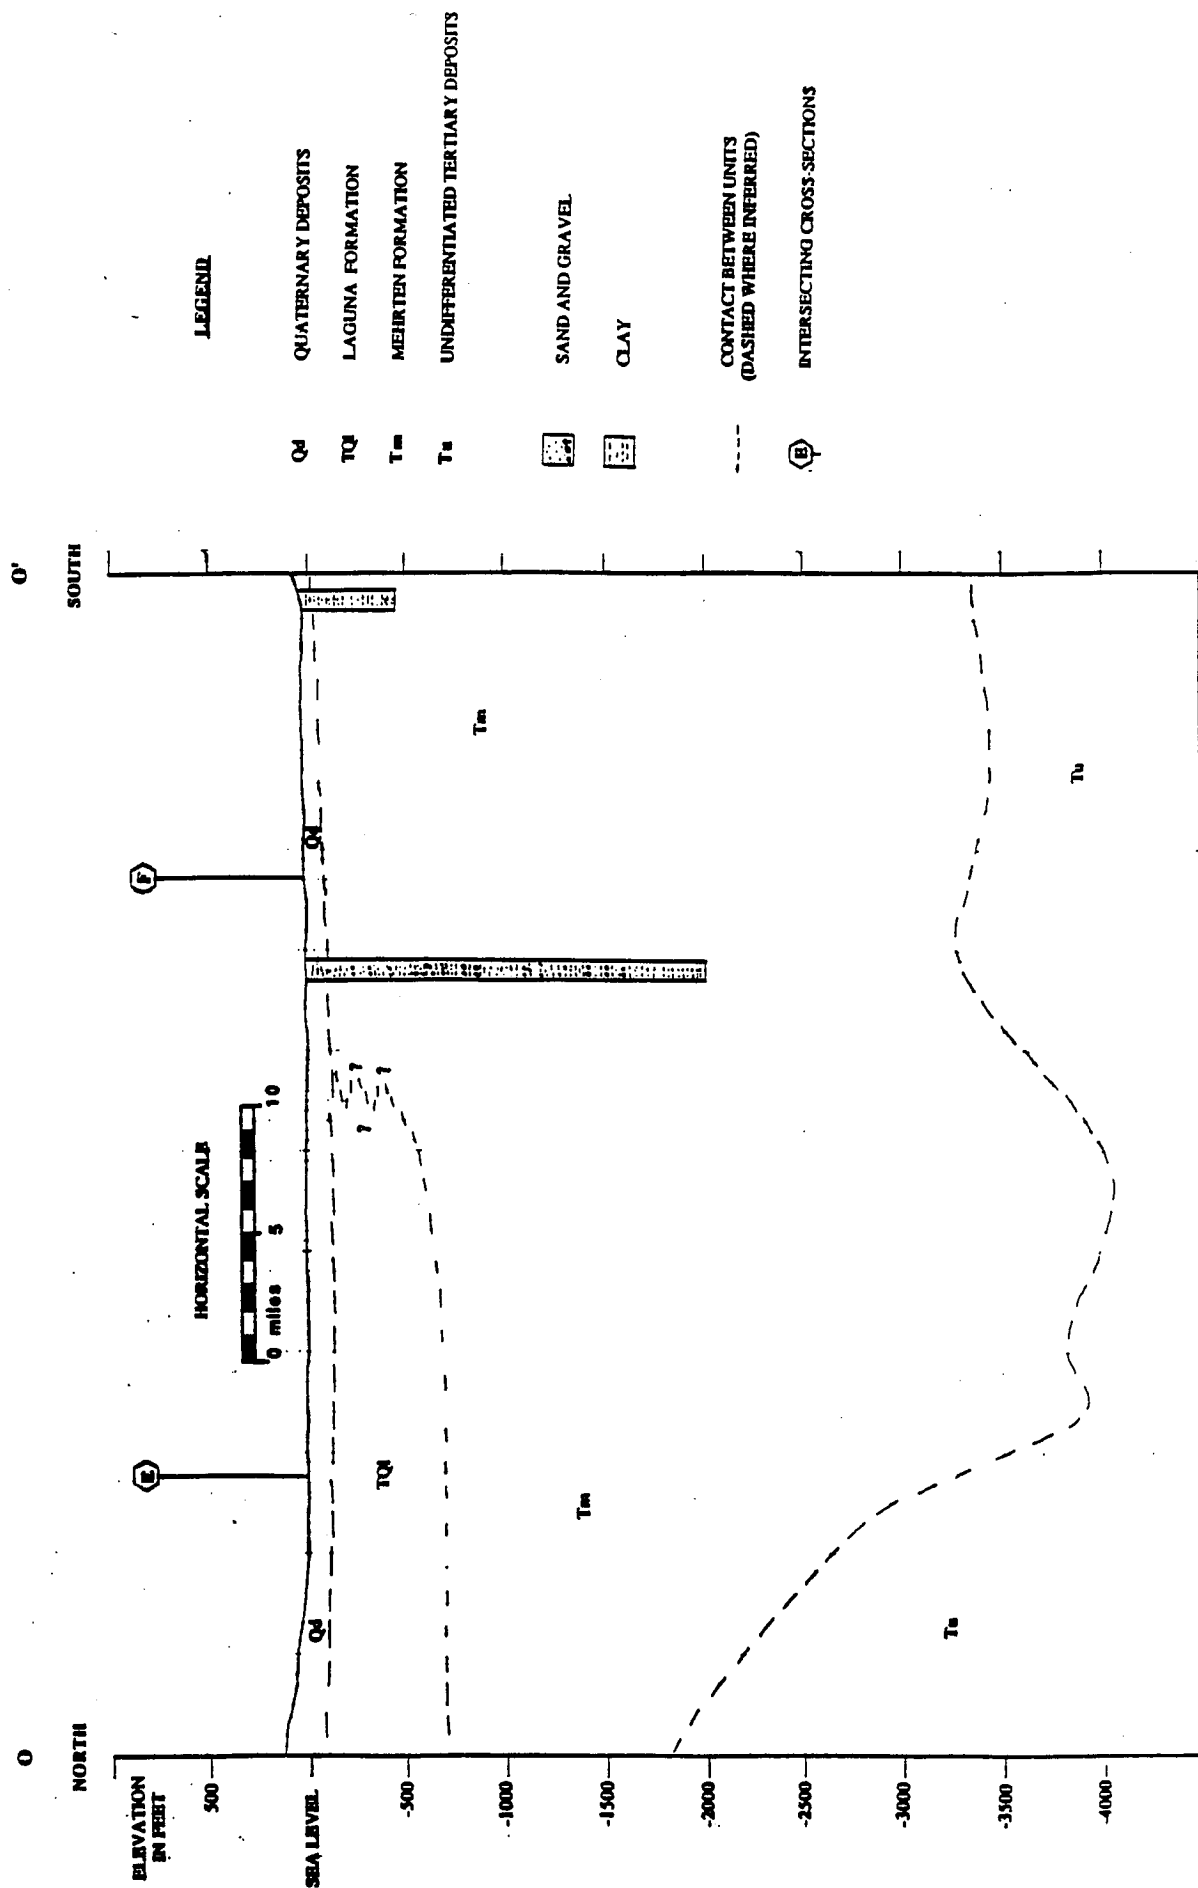 O
O'
NORTH
SOUTH
ELEVATION
IN FEET
500
SEA LEVEL
-500
-1000
-1500
-2000
-2500
-3000
-3500
-4000
E
F
HORIZONTAL SCALE
0 miles 5 10
Qd
Qd
TQl
Tm
Tm
Tu
Tu
?
?
?
LEGEND
Qd QUATERNARY DEPOSITS
TQl LAGUNA FORMATION
Tm MEHRTEN FORMATION
Tu UNDIFFERENTIATED TERTIARY DEPOSITS
SAND AND GRAVEL
CLAY
CONTACT BETWEEN UNITS
(DASHED WHERE INFERRED)
E INTERSECTING CROSS-SECTIONS